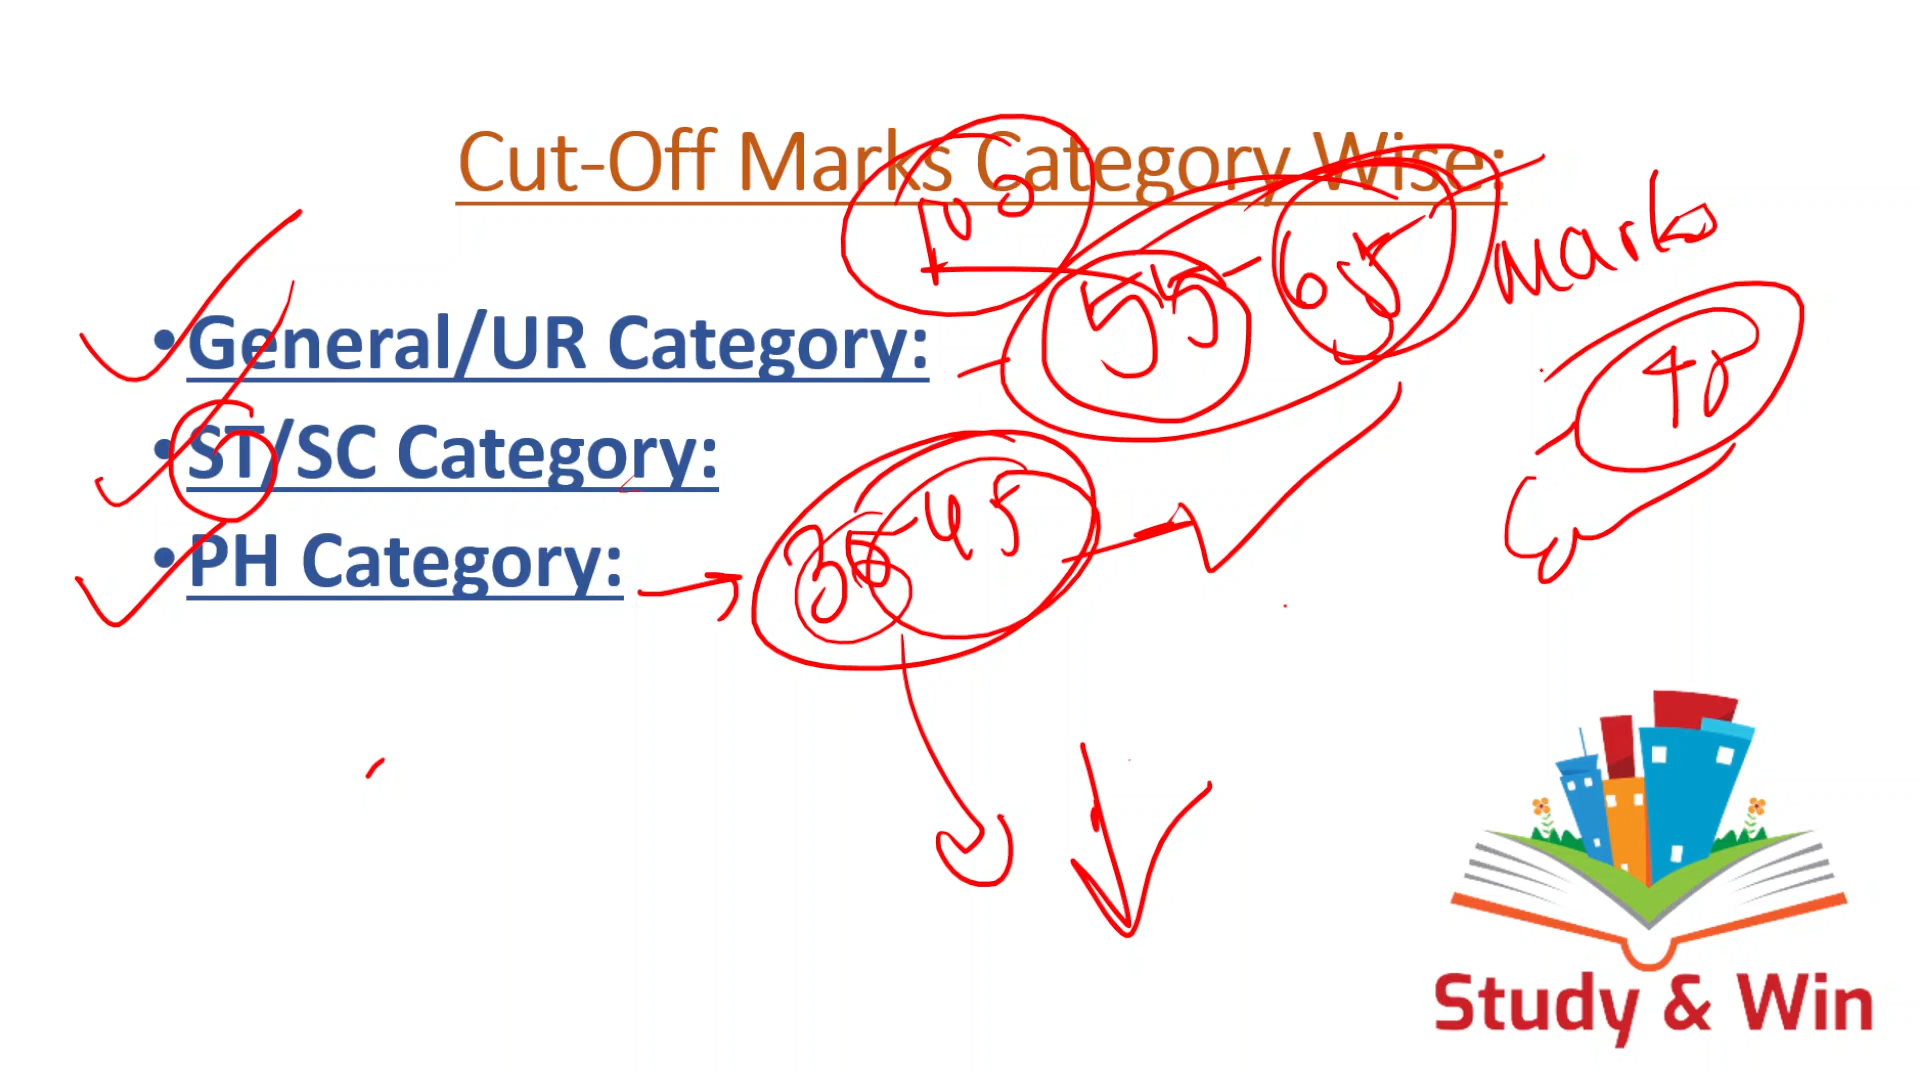 Cut-Off Marks Category Wise:
100
•General/UR Category: 55-65 Marks
40
•ST/SC Category:
•PH Category: 35-45
Study & Win